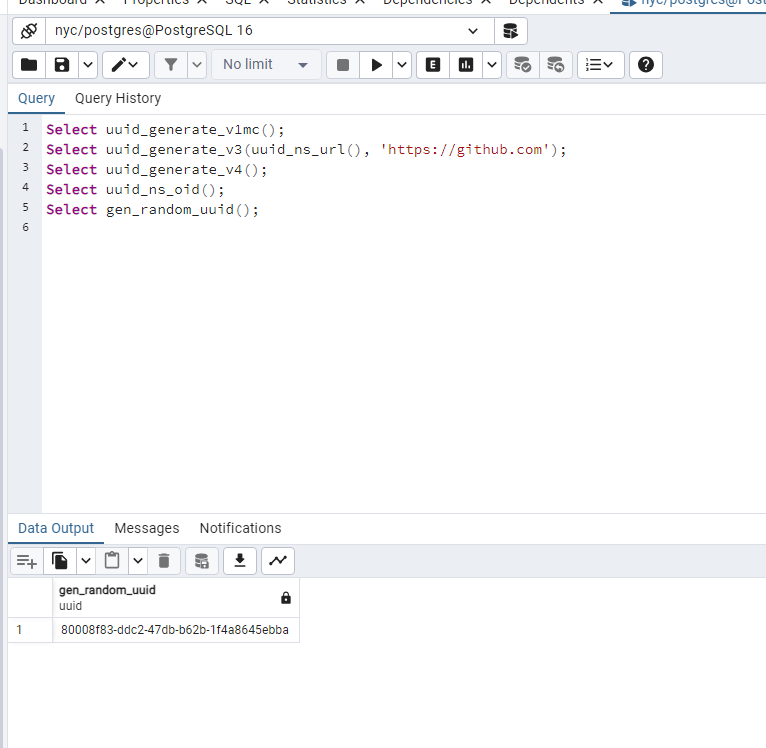 Dashboard Properties SQL Statistics Dependencies Dependents nyc/postgres@Post
nyc/postgres@PostgreSQL 16
No limit
E
Query Query History
1 Select uuid_generate_v1mc();
2 Select uuid_generate_v3(uuid_ns_url(), 'https://github.com');
3 Select uuid_generate_v4();
4 Select uuid_ns_oid();
5 Select gen_random_uuid();
6
Data Output Messages Notifications
gen_random_uuid
uuid
1 80008f83-ddc2-47db-b62b-1f4a8645ebba